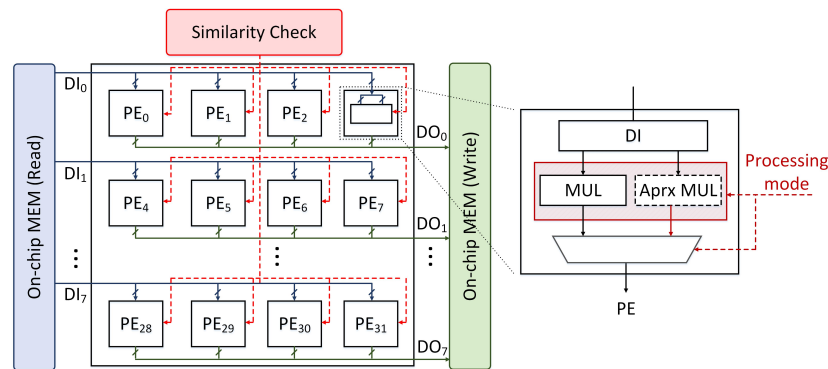 Similarity Check
On-chip MEM (Read)
DI0
PE0
PE1
PE2
DO0
DI1
PE4
PE5
PE6
PE7
DO1
...
...
...
DI7
PE28
PE29
PE30
PE31
DO7
On-chip MEM (Write)
DI
MUL
Aprx MUL
Processing
mode
PE